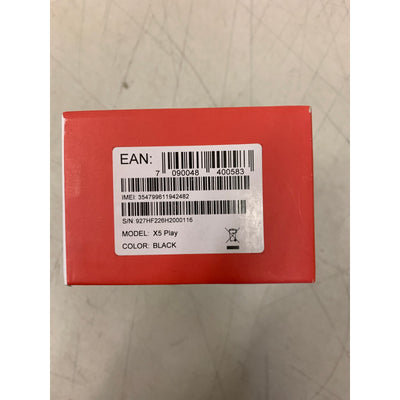 EAN:
7 090048 400583
IMEI: 354799611942482
S/N:927HF226H2000116
MODEL: X5 Play
COLOR: BLACK